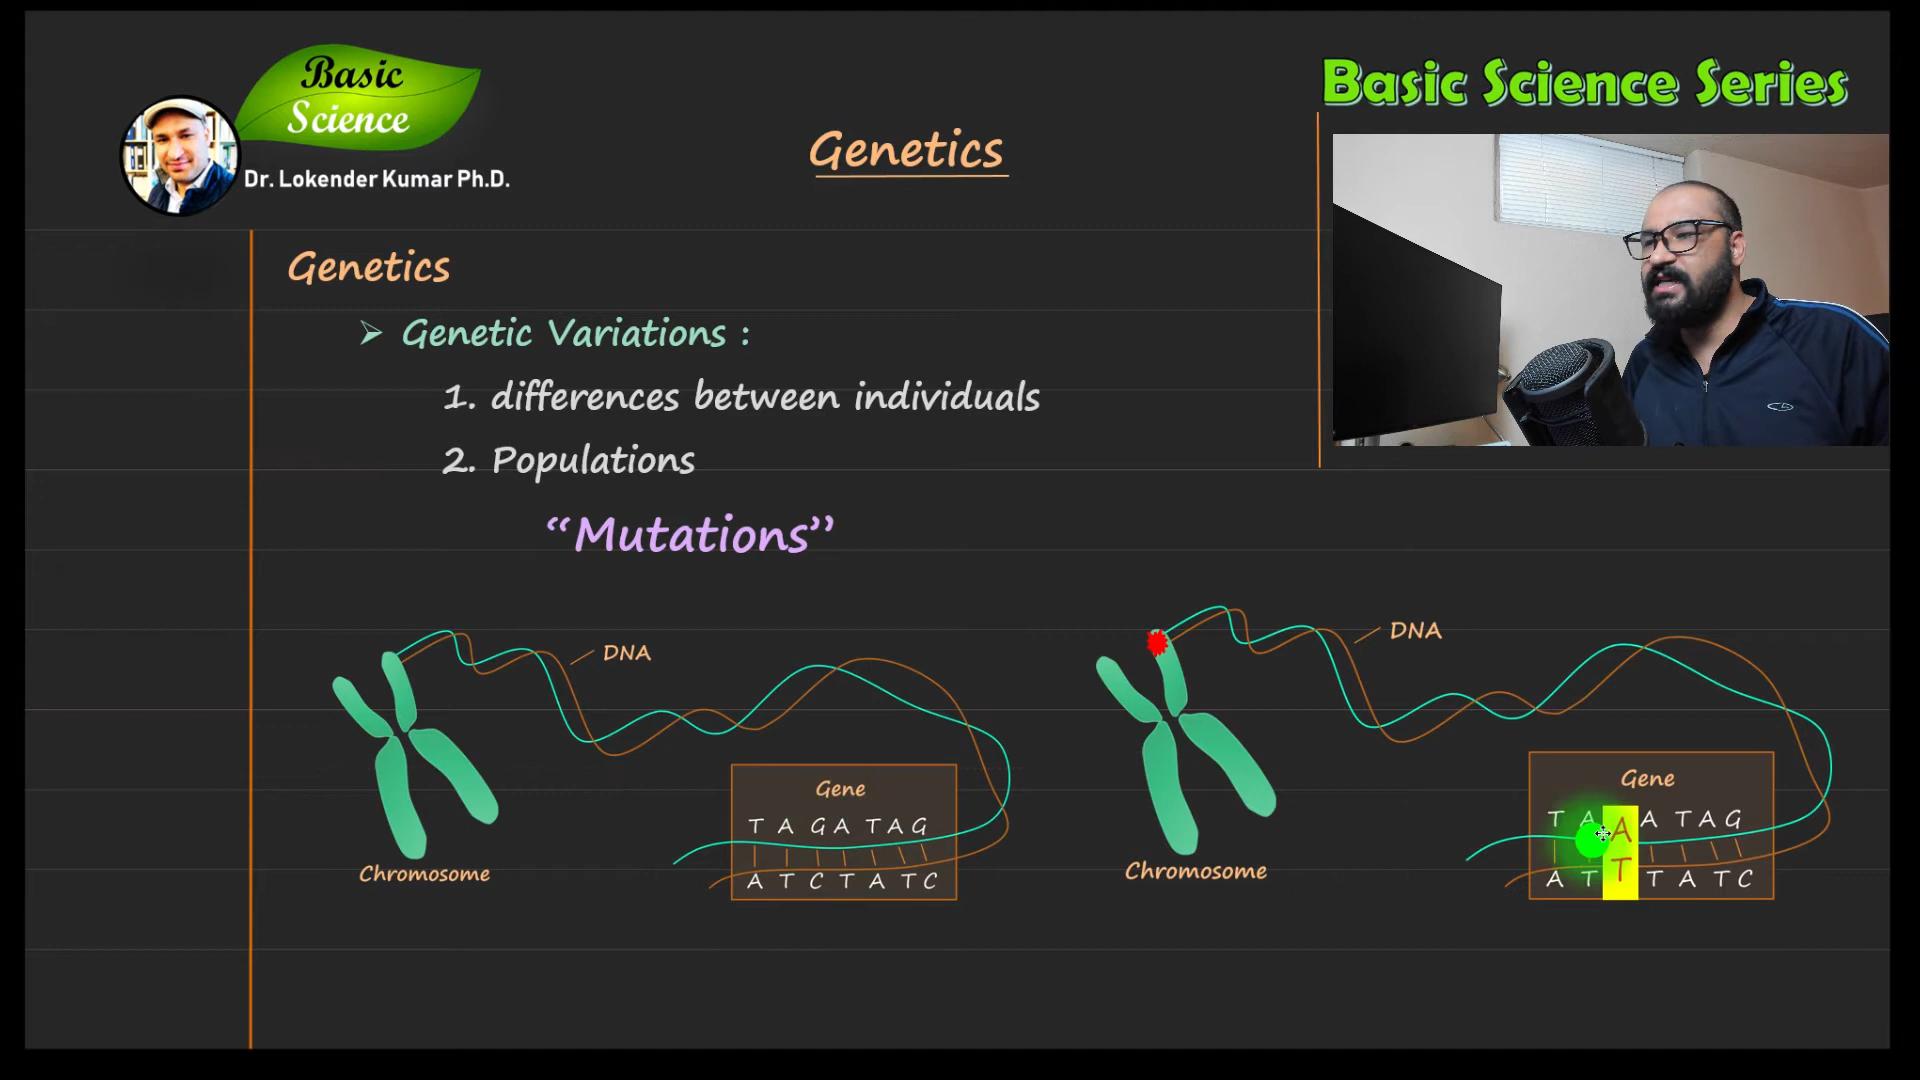 Basic
Science
Dr. Lokender Kumar Ph.D.
Genetics
Basic Science Series
Genetics
➢ Genetic Variations :
1. differences between individuals
2. Populations
“Mutations”
DNA
Gene
T A G A T A G
A T C T A T C
Chromosome
DNA
Gene
T A A A T A G
A T T T A T C
Chromosome